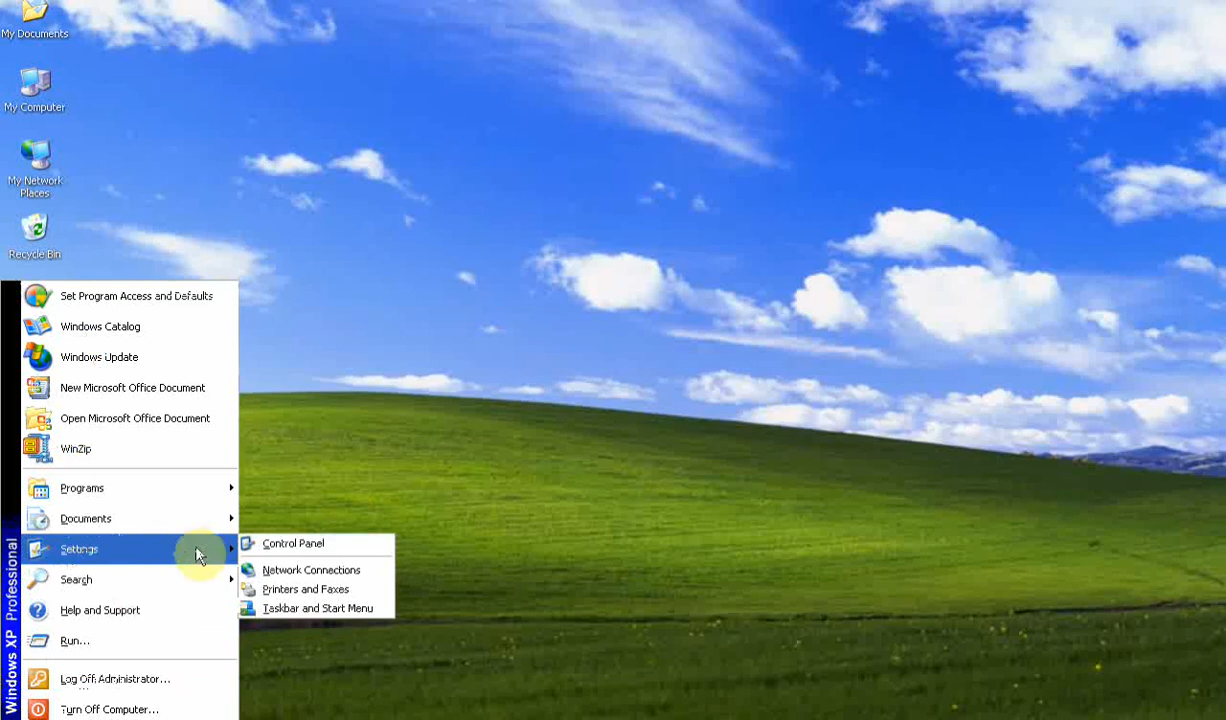 My Documents
My Computer
My Network
Places
Recycle Bin
Set Program Access and Defaults
Windows Catalog
Windows Update
New Microsoft Office Document
Open Microsoft Office Document
WinZip
Programs
Documents
Settings
Search
Help and Support
Run...
Log Off Administrator...
Turn Off Computer...
Control Panel
Network Connections
Printers and Faxes
Taskbar and Start Menu
Windows XP Professional